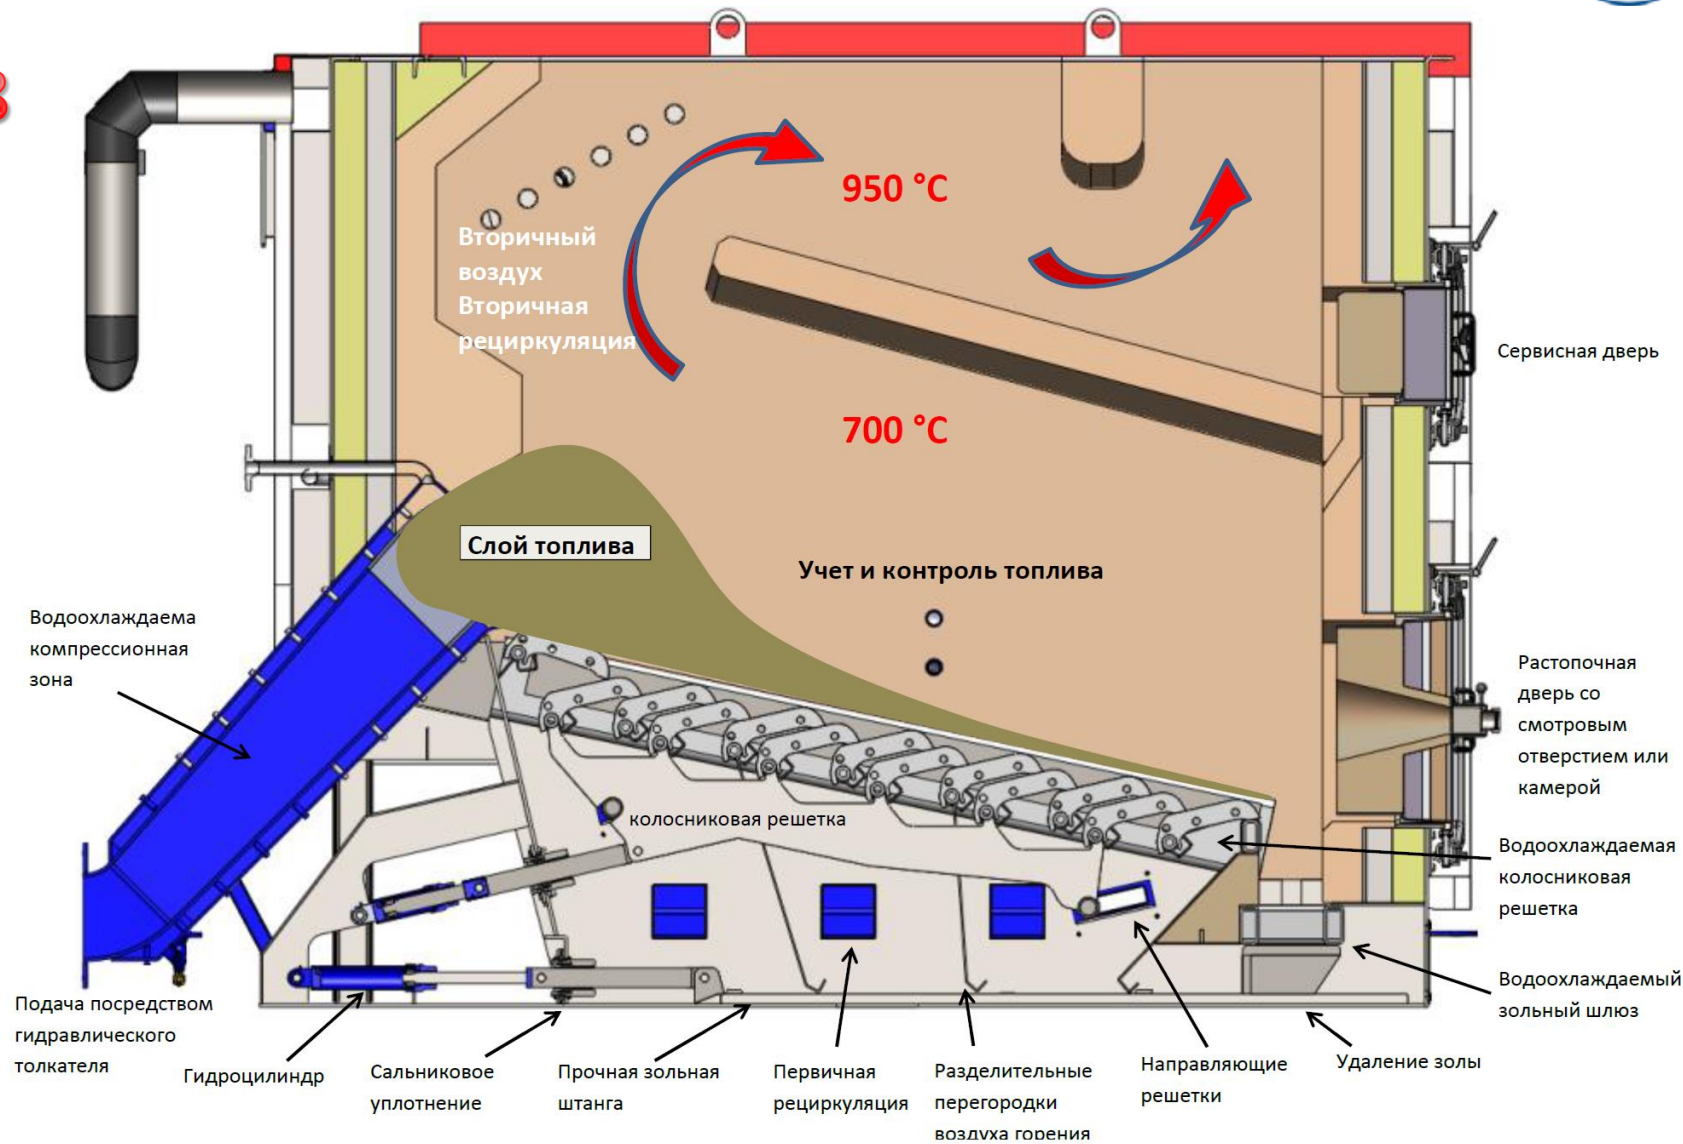 950 °C
Вторичный
воздух
Вторичная
рециркуляция
700 °C
Сервисная дверь
Слой топлива
Учет и контроль топлива
Водоохлаждаема
компрессионная
зона
Растопочная
дверь со
смотровым
отверстием или
камерой
колосниковая решетка
Водоохлаждаемая
колосниковая
решетка
Водоохлаждаемый
зольный шлюз
Подача посредством
гидравлического
толкателя
Гидроцилиндр
Сальниковое
уплотнение
Прочная зольная
штанга
Первичная
рециркуляция
Разделительные
перегородки
воздуха горения
Направляющие
решетки
Удаление золы